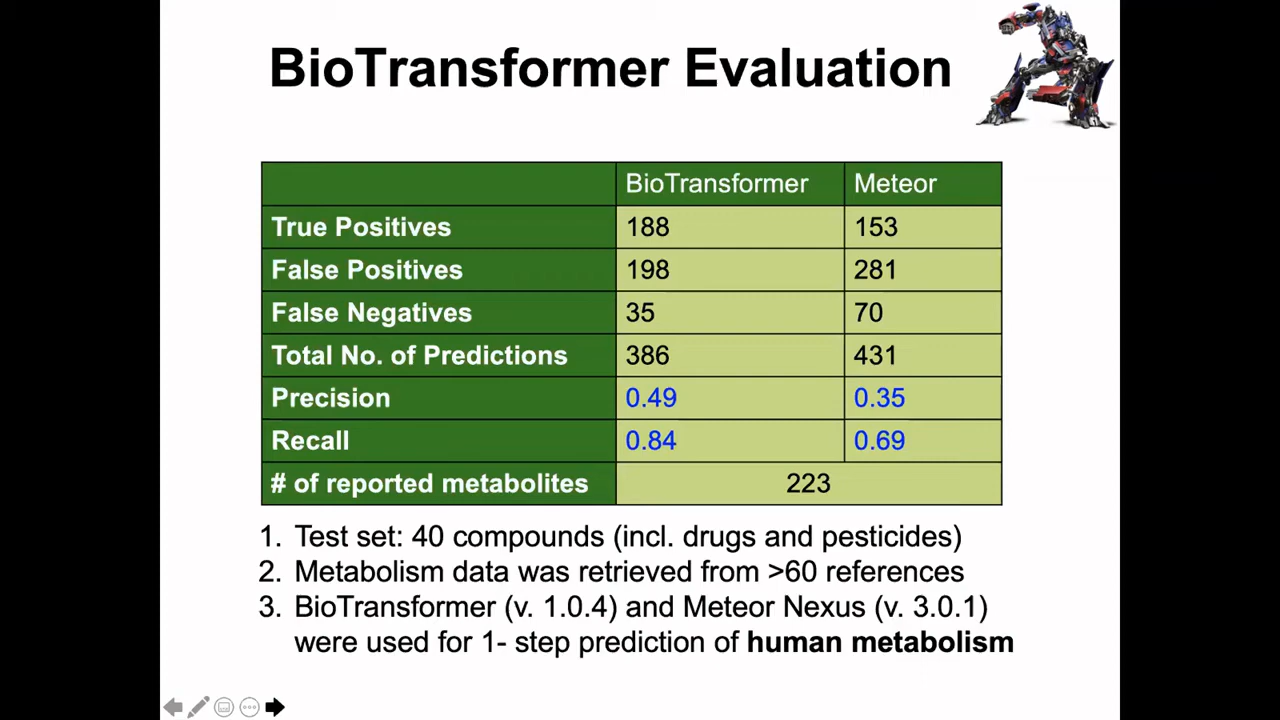 BioTransformer Evaluation
BioTransformer Meteor
True Positives 188 153
False Positives 198 281
False Negatives 35 70
Total No. of Predictions 386 431
Precision 0.49 0.35
Recall 0.84 0.69
# of reported metabolites 223
1. Test set: 40 compounds (incl. drugs and pesticides)
2. Metabolism data was retrieved from >60 references
3. BioTransformer (v. 1.0.4) and Meteor Nexus (v. 3.0.1)
were used for 1- step prediction of human metabolism